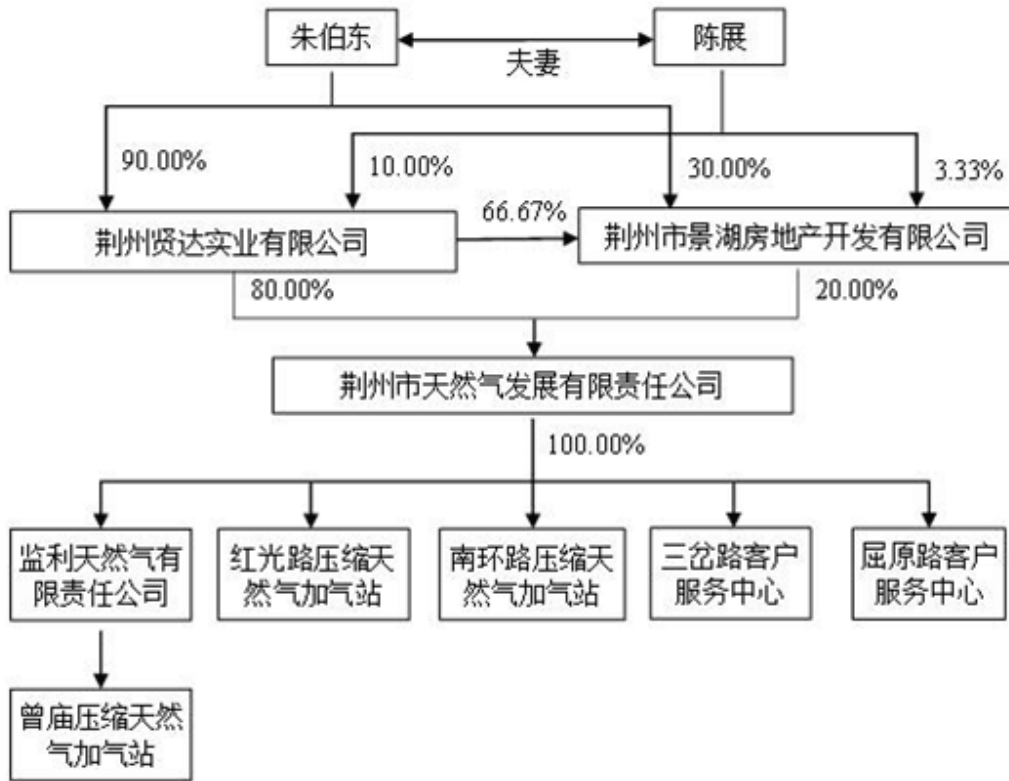 朱伯东
陈展
夫妻
90.00%
10.00%
30.00%
3.33%
66.67%
荆州贤达实业有限公司
荆州市景湖房地产开发有限公司
80.00%
20.00%
荆州市天然气发展有限责任公司
100.00%
监利天然气有
限责任公司
红光路压缩天
然气加气站
南环路压缩天
然气加气站
三岔路客户
服务中心
屈原路客户
服务中心
曾庙压缩天然
气加气站